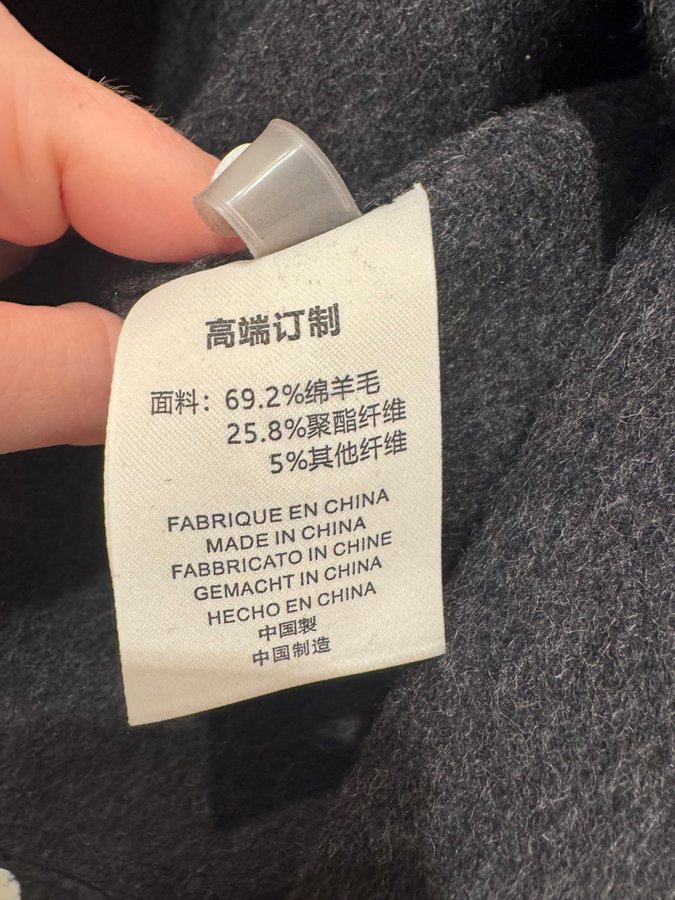 高端订制
面料：69.2%绵羊毛
25.8%聚酯纤维
5%其他纤维
FABRIQUE EN CHINA
MADE IN CHINA
FABBRICATO IN CHINE
GEMACHT IN CHINA
HECHO EN CHINA
中国製
中国制造